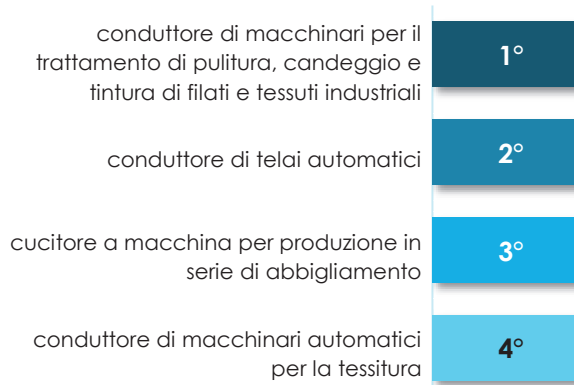 conduttore di macchinari per il
trattamento di pulitura, candeggio e
tintura di filati e tessuti industriali
1°
conduttore di telai automatici
2°
cucitore a macchina per produzione in
serie di abbigliamento
3°
conduttore di macchinari automatici
per la tessitura
4°